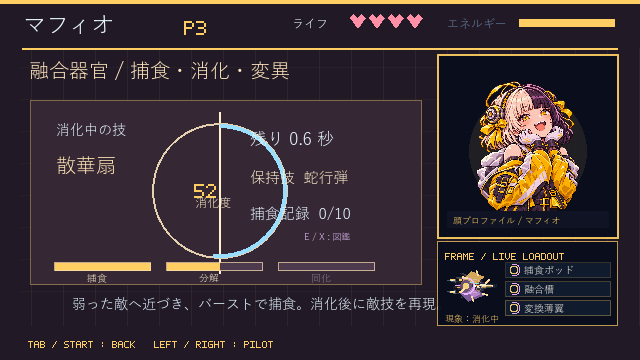 マフィオ
P3
ライフ
エネルギー
融合器官 / 捕食・消化・変異
消化中の技
散華扇
52
消化度
残り 0.6 秒
保持技 蛇行弾
捕食記録 0/10
E / X : 図鑑
捕食
分解
同化
弱った敵へ近づき、バーストで捕食。消化後に敵技を再現
顔プロファイル / マフィオ
FRAME / LIVE LOADOUT
捕食ポッド
融合槽
変換薄翼
現象 : 消化中
TAB / START : BACK LEFT / RIGHT : PILOT